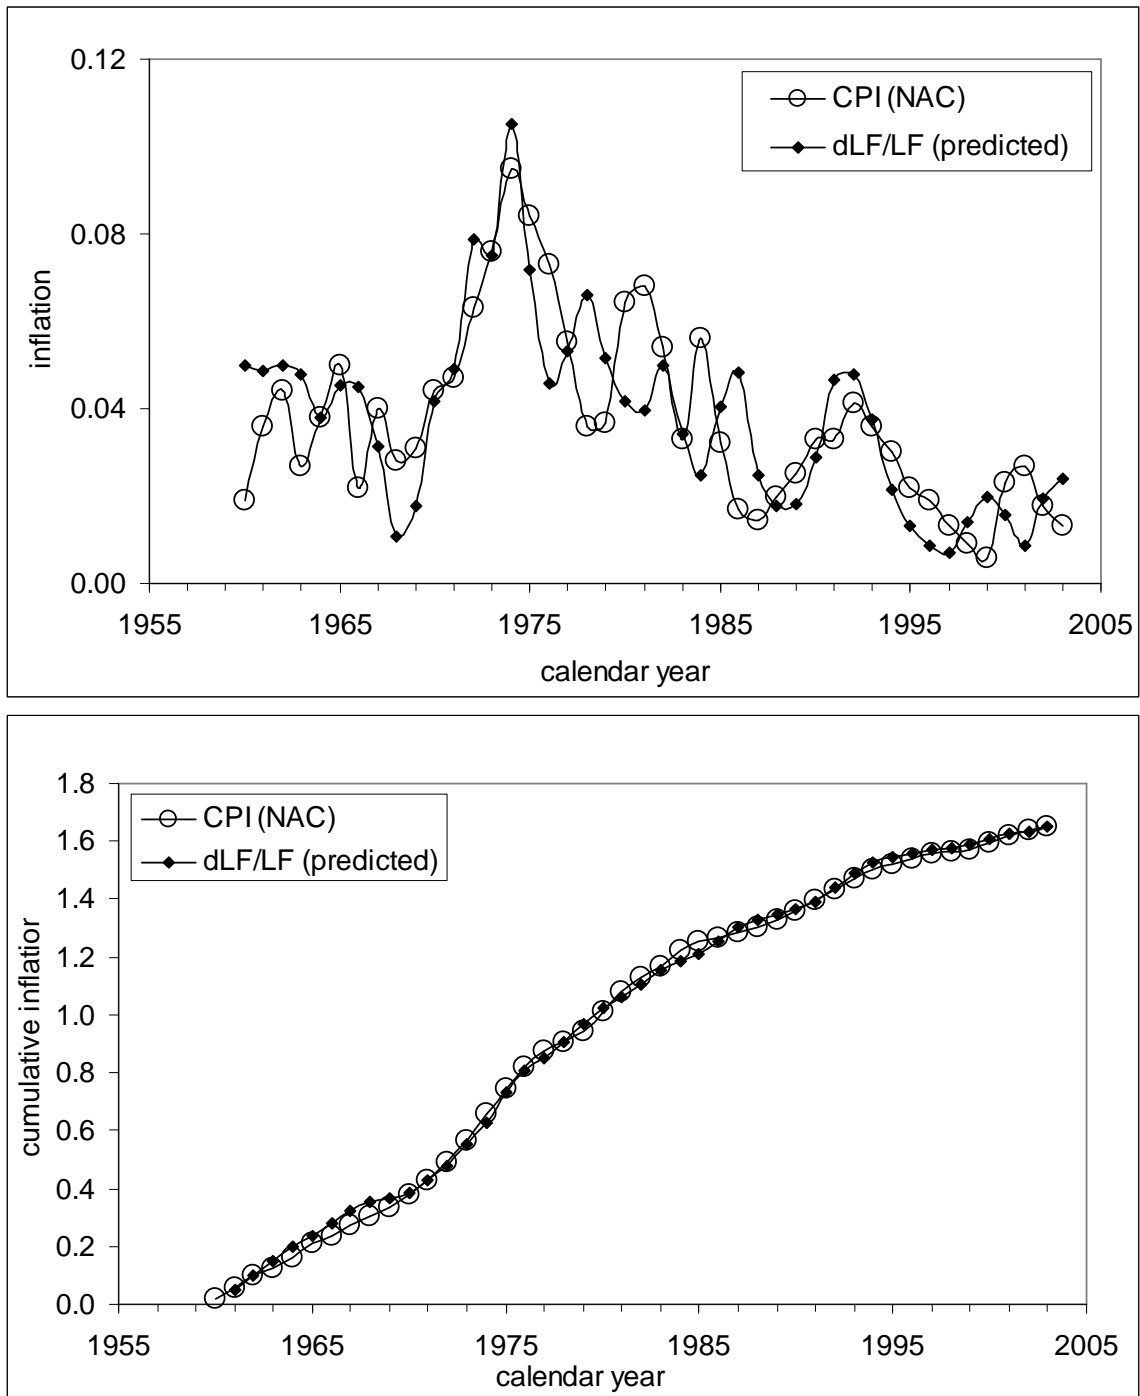 0.12
CPI (NAC)
dLF/LF (predicted)
0.08
inflation
0.04
0.00
1955 1965 1975 1985 1995 2005
calendar year
1.8
CPI (NAC)
1.6
dLF/LF (predicted)
1.4
1.2
1.0
cumulative inflatior
0.8
0.6
0.4
0.2
0.0
1955 1965 1975 1985 1995 2005
calendar year